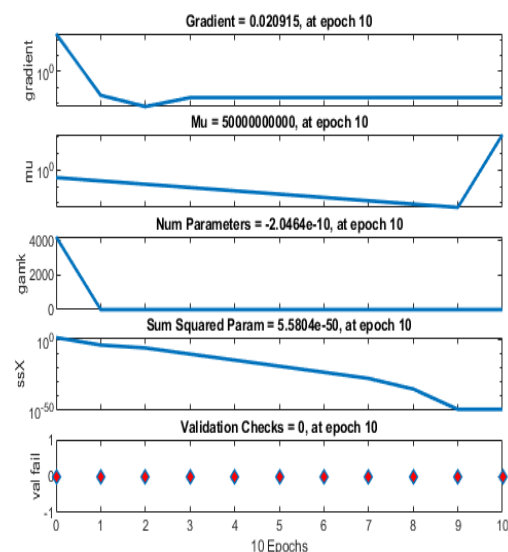 Gradient = 0.020915, at epoch 10
gradient
10^0
Mu = 50000000000, at epoch 10
mu
10^0
Num Parameters = -2.0464e-10, at epoch 10
gamk
4000
2000
0
Sum Squared Param = 5.5804e-50, at epoch 10
ssX
10^0
10^-50
Validation Checks = 0, at epoch 10
val fail
1
0
-1
0 1 2 3 4 5 6 7 8 9 10
10 Epochs